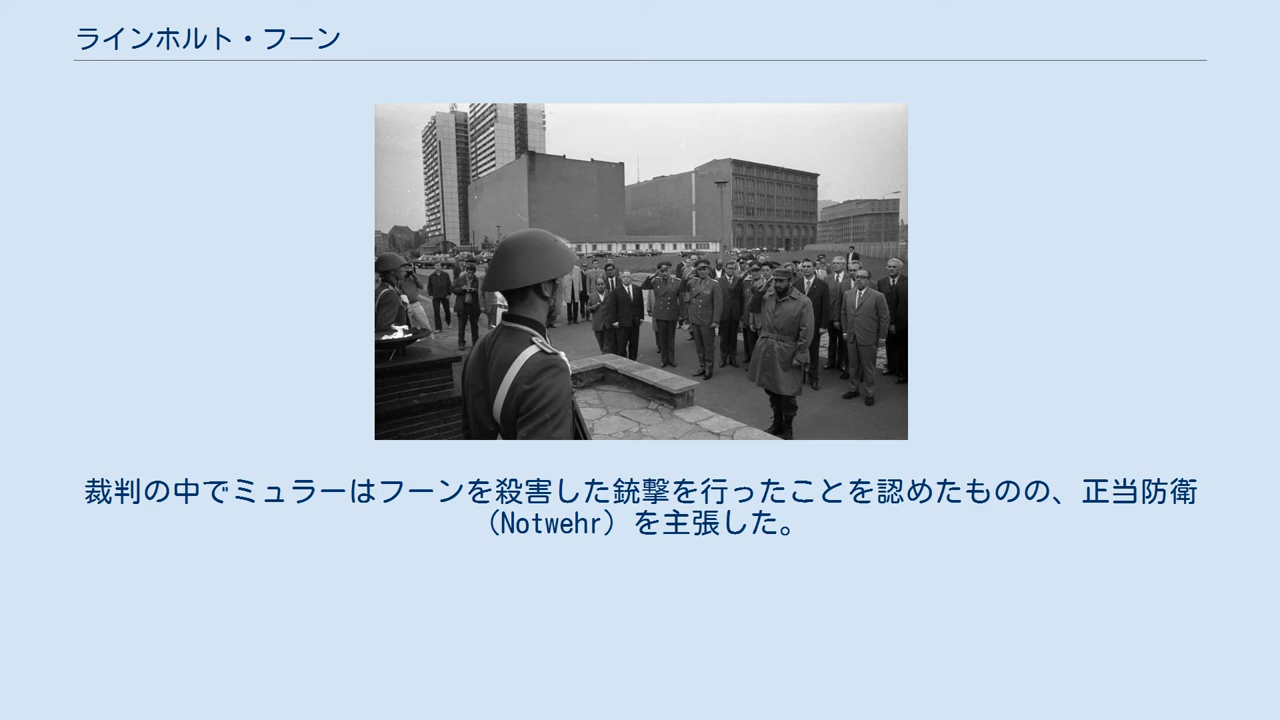 ラインホルト・フーン
裁判の中でミュラーはフーンを殺害した銃撃を行ったことを認めたものの、正当防衛
（Notwehr）を主張した。